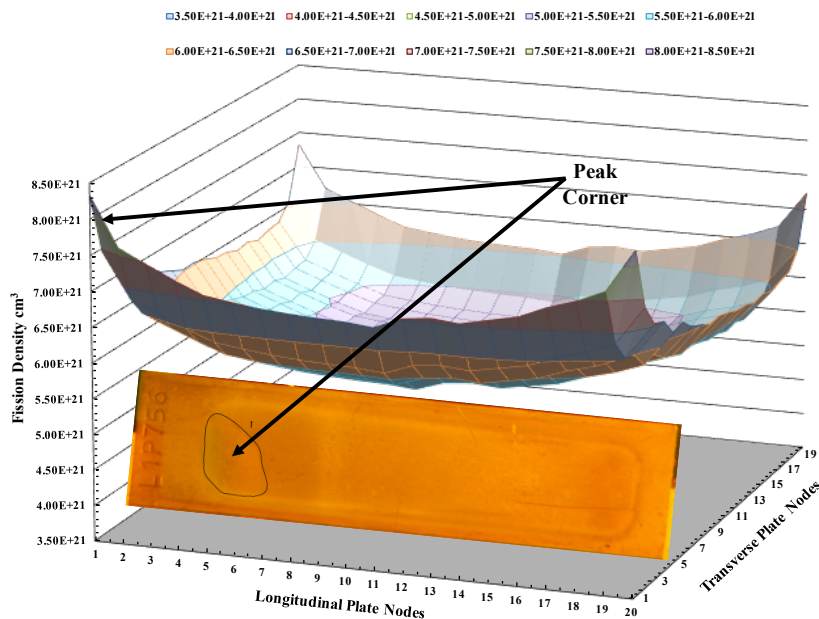 3.50E+21-4.00E+21 4.00E+21-4.50E+21 4.50E+21-5.00E+21 5.00E+21-5.50E+21 5.50E+21-6.00E+21
6.00E+21-6.50E+21 6.50E+21-7.00E+21 7.00E+21-7.50E+21 7.50E+21-8.00E+21 8.00E+21-8.50E+21
Peak
Corner
8.50E+21
8.00E+21
7.50E+21
7.00E+21
6.50E+21
6.00E+21
5.50E+21
5.00E+21
4.50E+21
4.00E+21
3.50E+21
Fission Density cm³
L1P756
1
1 2 3 4 5 6 7 8 9 10 11 12 13 14 15 16 17 18 19 20
Longitudinal Plate Nodes
1 3 5 7 9 11 13 15 17 19
Transverse Plate Nodes